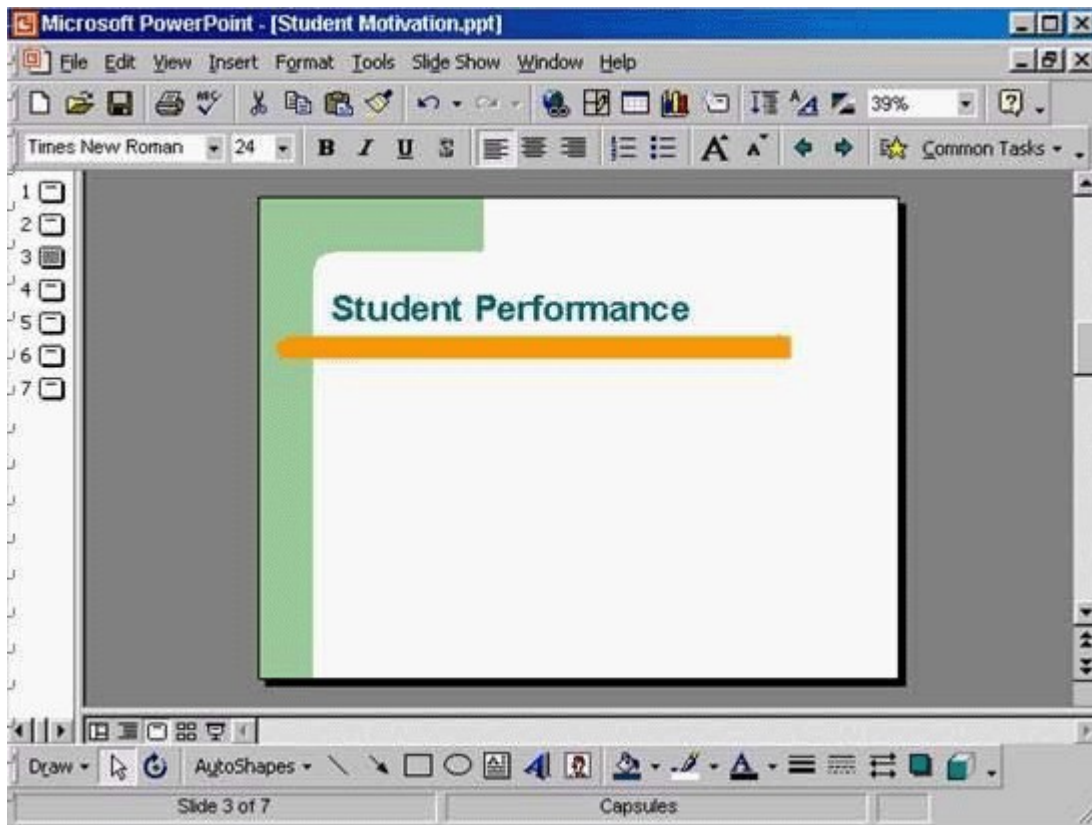 Microsoft PowerPoint - [Student Motivation.ppt]
File Edit View Insert Format Tools Slide Show Window Help
ABC A A 39% ?
Times New Roman 24 B I U S A A Common Tasks
1
2
3
4
5
6
7
Student Performance
Draw AutoShapes A A A
Slide 3 of 7 Capsules